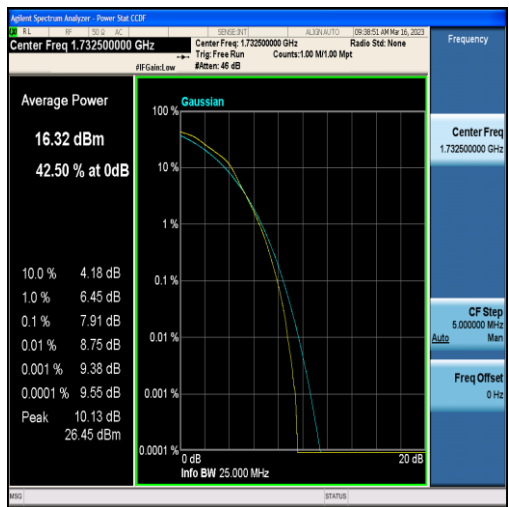 Agilent Spectrum Analyzer - Power Stat CCDF
RL RF 50 Ω AC SENSE:INT ALIGN AUTO 09:38:51 AM Mar 16, 2023
Center Freq 1.732500000 GHz
Center Freq: 1.732500000 GHz Radio Std: None
Trig: Free Run Counts:1.00 M/1.00 Mpt
#IFGain:Low #Atten: 46 dB
Frequency
Average Power
16.32 dBm
42.50 % at 0dB
10.0 % 4.18 dB
1.0 % 6.45 dB
0.1 % 7.91 dB
0.01 % 8.75 dB
0.001 % 9.38 dB
0.0001 % 9.55 dB
Peak 10.13 dB
26.45 dBm
Gaussian
100 %
10 %
1 %
0.1 %
0.01 %
0.001 %
0.0001 %
0 dB 20 dB
Info BW 25.000 MHz
Center Freq
1.732500000 GHz
CF Step
5.000000 MHz
Auto Man
Freq Offset
0 Hz
MSG STATUS